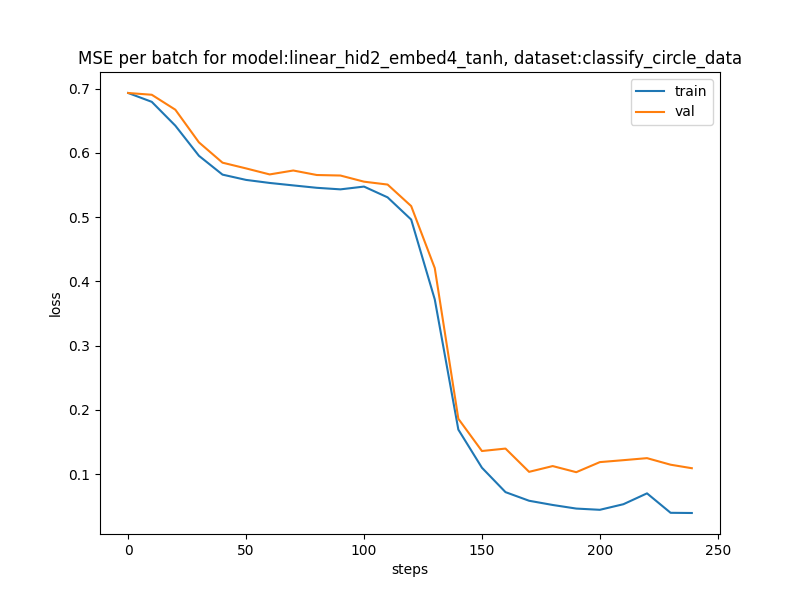 MSE per batch for model:linear_hid2_embed4_tanh, dataset:classify_circle_data
train
val
0.7
0.6
0.5
0.4
0.3
0.2
0.1
loss
0
50
100
150
200
250
steps